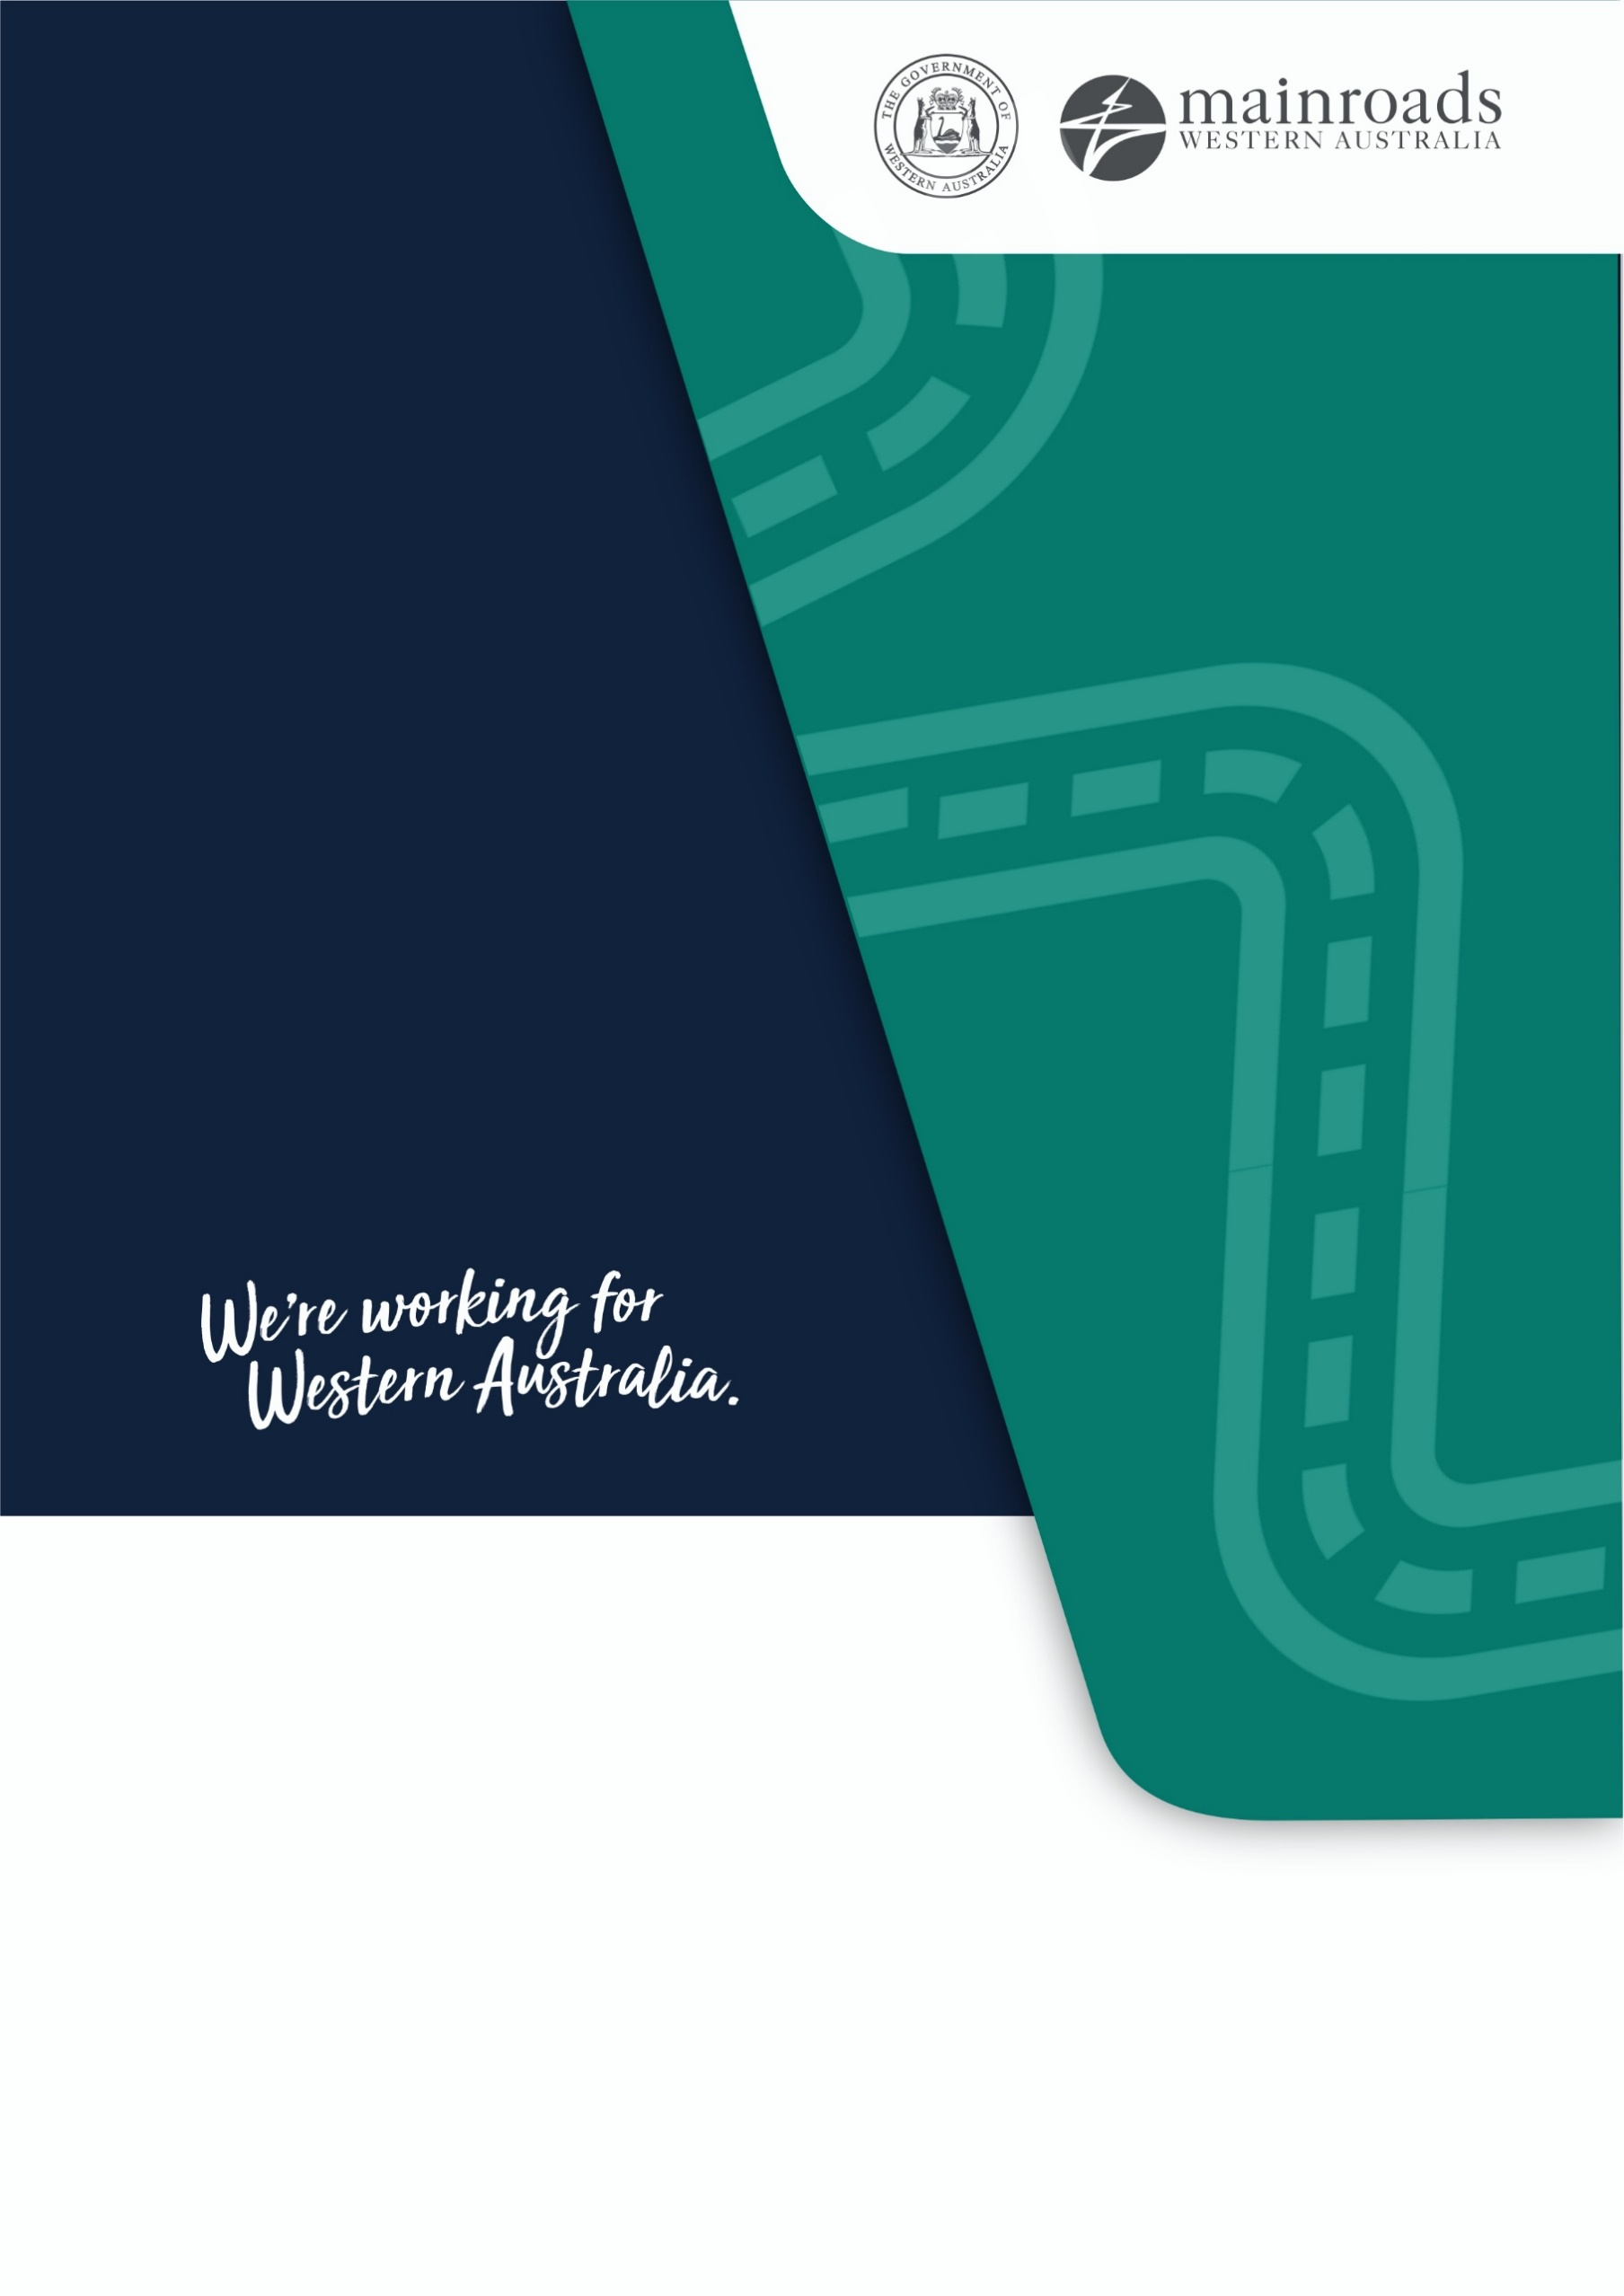 THE GOVERNMENT OF
WESTERN AUSTRALIA
mainroads
WESTERN AUSTRALIA
We're working for
Western Australia.